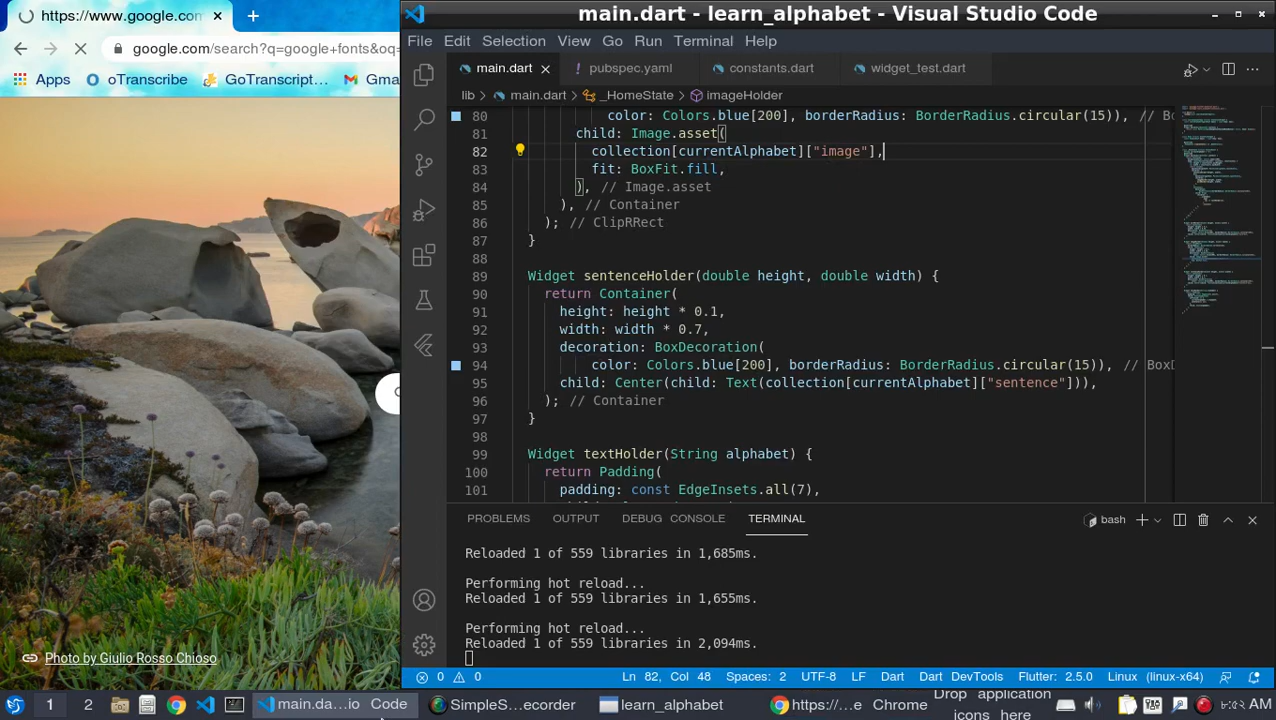 https://www.google.com
google.com/search?q=google fonts&oq=
Apps
oTranscribe
GoTranscript...
Gma
Photo by Giulio Rosso Chioso
main.dart - learn_alphabet - Visual Studio Code
File Edit Selection View Go Run Terminal Help
main.dart pubspec.yaml constants.dart widget_test.dart
lib > main.dart > _HomeState > imageHolder
80 color: Colors.blue[200], borderRadius: BorderRadius.circular(15)), // Bo
81 child: Image.asset(
82 collection[currentAlphabet]["image"],
83 fit: BoxFit.fill,
84 ), // Image.asset
85 ), // Container
86 ); // ClipRRect
87 }
88
89 Widget sentenceHolder(double height, double width) {
90 return Container(
91 height: height * 0.1,
92 width: width * 0.7,
93 decoration: BoxDecoration(
94 color: Colors.blue[200], borderRadius: BorderRadius.circular(15)), // BoxD
95 child: Center(child: Text(collection[currentAlphabet]["sentence"])),
96 ); // Container
97 }
98
99 Widget textHolder(String alphabet) {
100 return Padding(
101 padding: const EdgeInsets.all(7),
PROBLEMS OUTPUT DEBUG CONSOLE TERMINAL
bash
Reloaded 1 of 559 libraries in 1,685ms.
Performing hot reload...
Reloaded 1 of 559 libraries in 1,655ms.
Performing hot reload...
Reloaded 1 of 559 libraries in 2,094ms.
0 0 Ln 82, Col 48 Spaces: 2 UTF-8 LF Dart Dart DevTools Flutter: 2.5.0 Linux (linux-x64)
1 2 main.da...io Code SimpleS...ecorder learn_alphabet https://...e Chrome
Drop application
icons here
AM